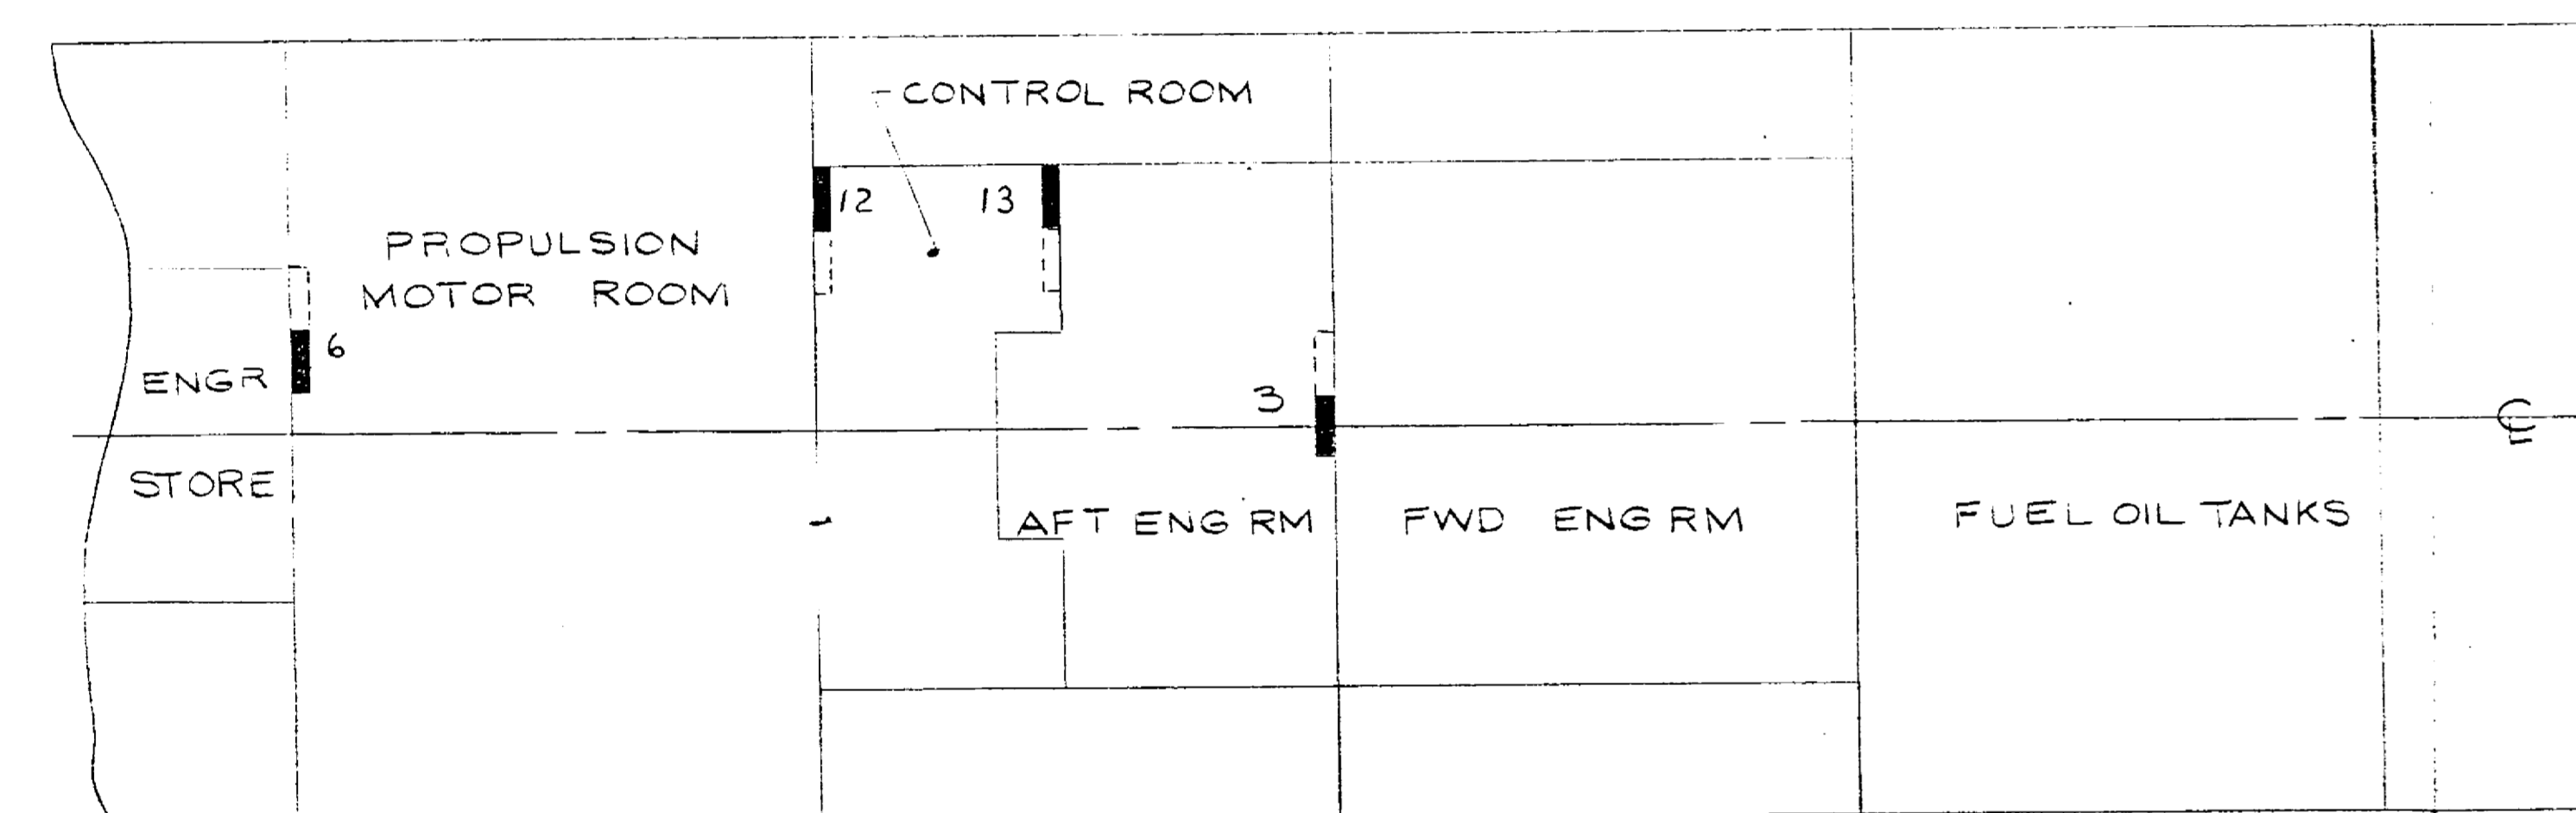 CONTROL ROOM
12
13
PROPULSION
MOTOR ROOM
6
ENGR
3
STORE
AFT ENG RM
FWD ENG RM
FUEL OIL TANKS
℄